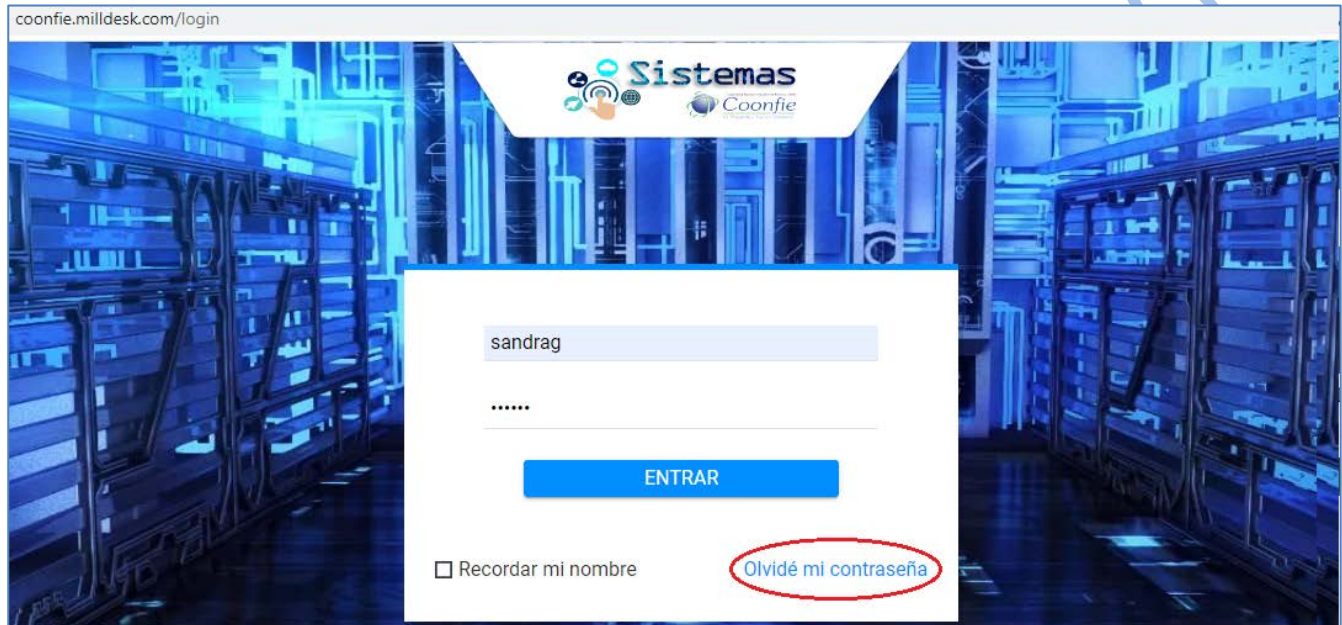 coonfie.milldesk.com/login
Sistemas
Coonfie
sandrag
••••••
ENTRAR
Recordar mi nombre
Olvidé mi contraseña